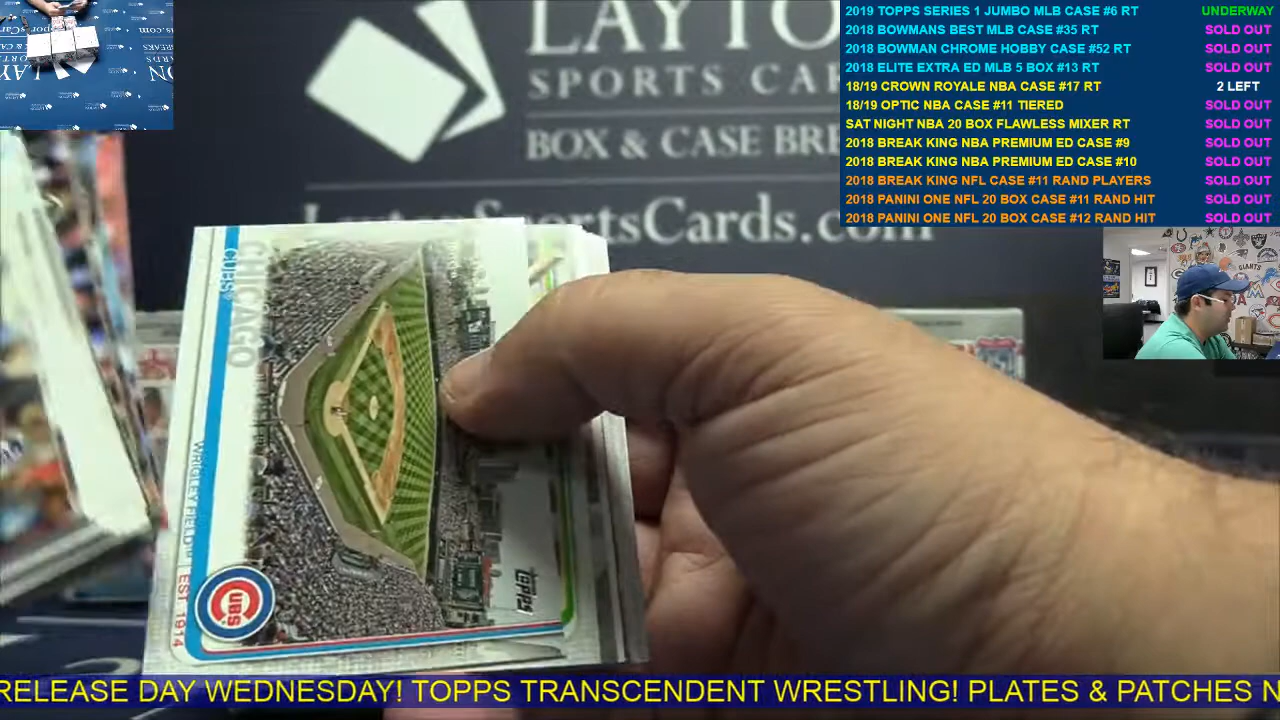 LAYTO
SPORTS CAR
BOX & CASE BRE
LaytonSportsCards.com
2019 TOPPS SERIES 1 JUMBO MLB CASE #6 RT UNDERWAY
2018 BOWMANS BEST MLB CASE #35 RT SOLD OUT
2018 BOWMAN CHROME HOBBY CASE #52 RT SOLD OUT
2018 ELITE EXTRA ED MLB 5 BOX #13 RT SOLD OUT
18/19 CROWN ROYALE NBA CASE #17 RT 2 LEFT
18/19 OPTIC NBA CASE #11 TIERED SOLD OUT
SAT NIGHT NBA 20 BOX FLAWLESS MIXER RT SOLD OUT
2018 BREAK KING NBA PREMIUM ED CASE #9 SOLD OUT
2018 BREAK KING NBA PREMIUM ED CASE #10 SOLD OUT
2018 BREAK KING NFL CASE #11 RAND PLAYERS SOLD OUT
2018 PANINI ONE NFL 20 BOX CASE #11 RAND HIT SOLD OUT
2018 PANINI ONE NFL 20 BOX CASE #12 RAND HIT SOLD OUT
CHICAGO
CUBS
WRIGLEY FIELD EST. 1914
CUBS
topps
RELEASE DAY WEDNESDAY! TOPPS TRANSCENDENT WRESTLING! PLATES & PATCHES N